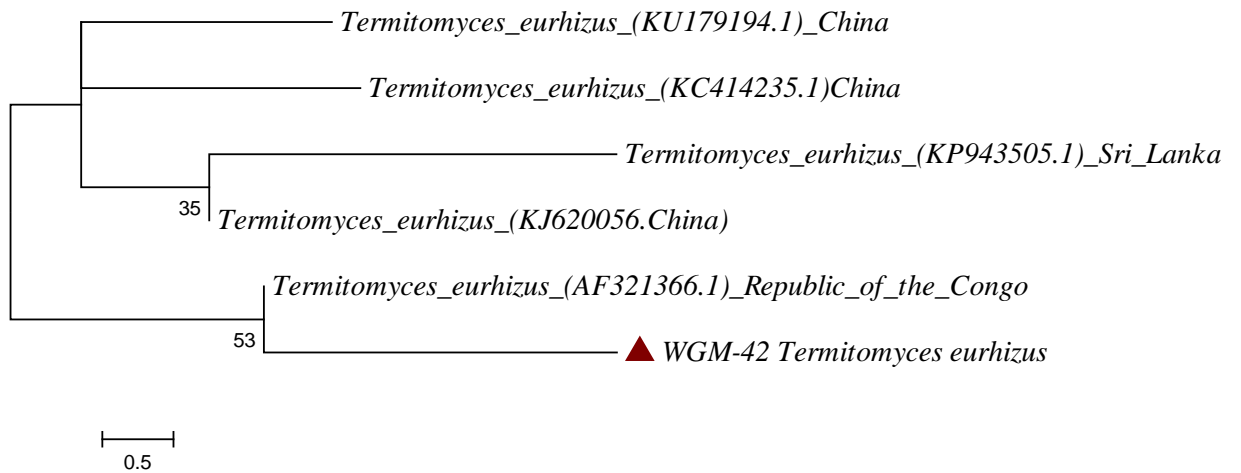 Termitomyces_eurhizus_(KU179194.1)_China
Termitomyces_eurhizus_(KC414235.1)China
Termitomyces_eurhizus_(KP943505.1)_Sri_Lanka
35
Termitomyces_eurhizus_(KJ620056.China)
Termitomyces_eurhizus_(AF321366.1)_Republic_of_the_Congo
53
WGM-42 Termitomyces eurhizus
0.5